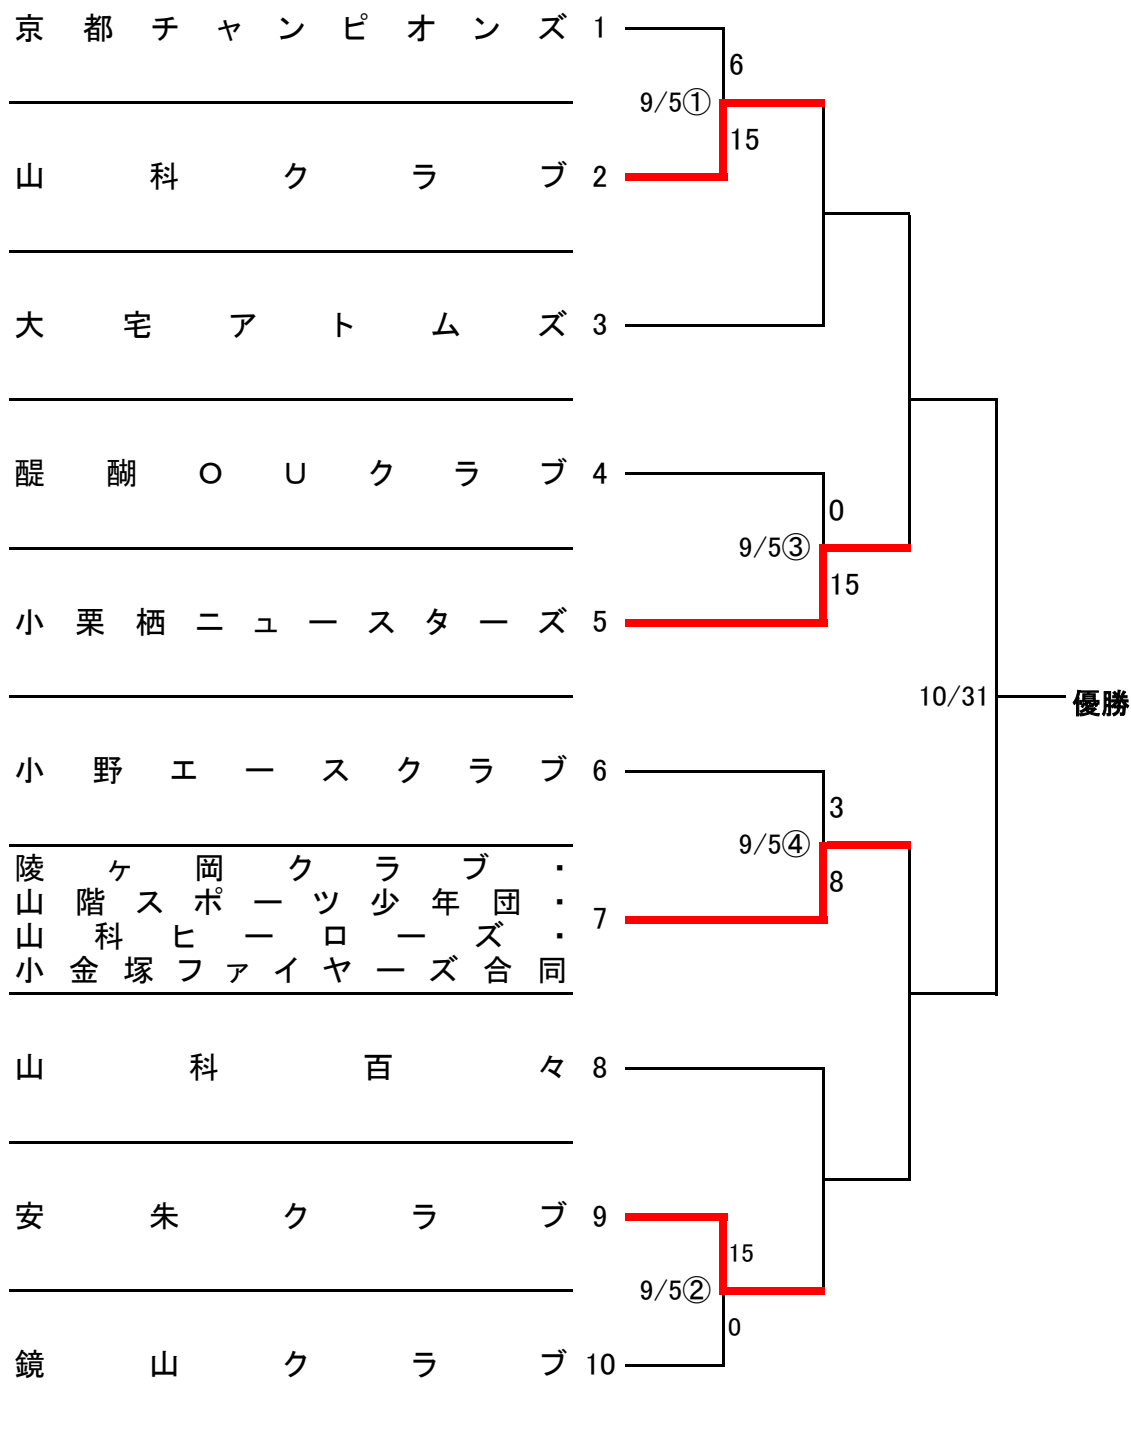 京都チャンピオンズ 1
6
9/5①
15
山科クラブ 2
大宅アトムズ 3
醍醐ＯＵクラブ 4
0
9/5③
15
小栗栖ニュースターズ 5
10/31 優勝
小野エースクラブ 6
3
9/5④
8
陵ヶ岡クラブ・
山階スポーツ少年団・
山科ヒーローズ・
小金塚ファイヤーズ合同
7
山科百々 8
安朱クラブ 9
15
9/5②
0
鏡山クラブ 10